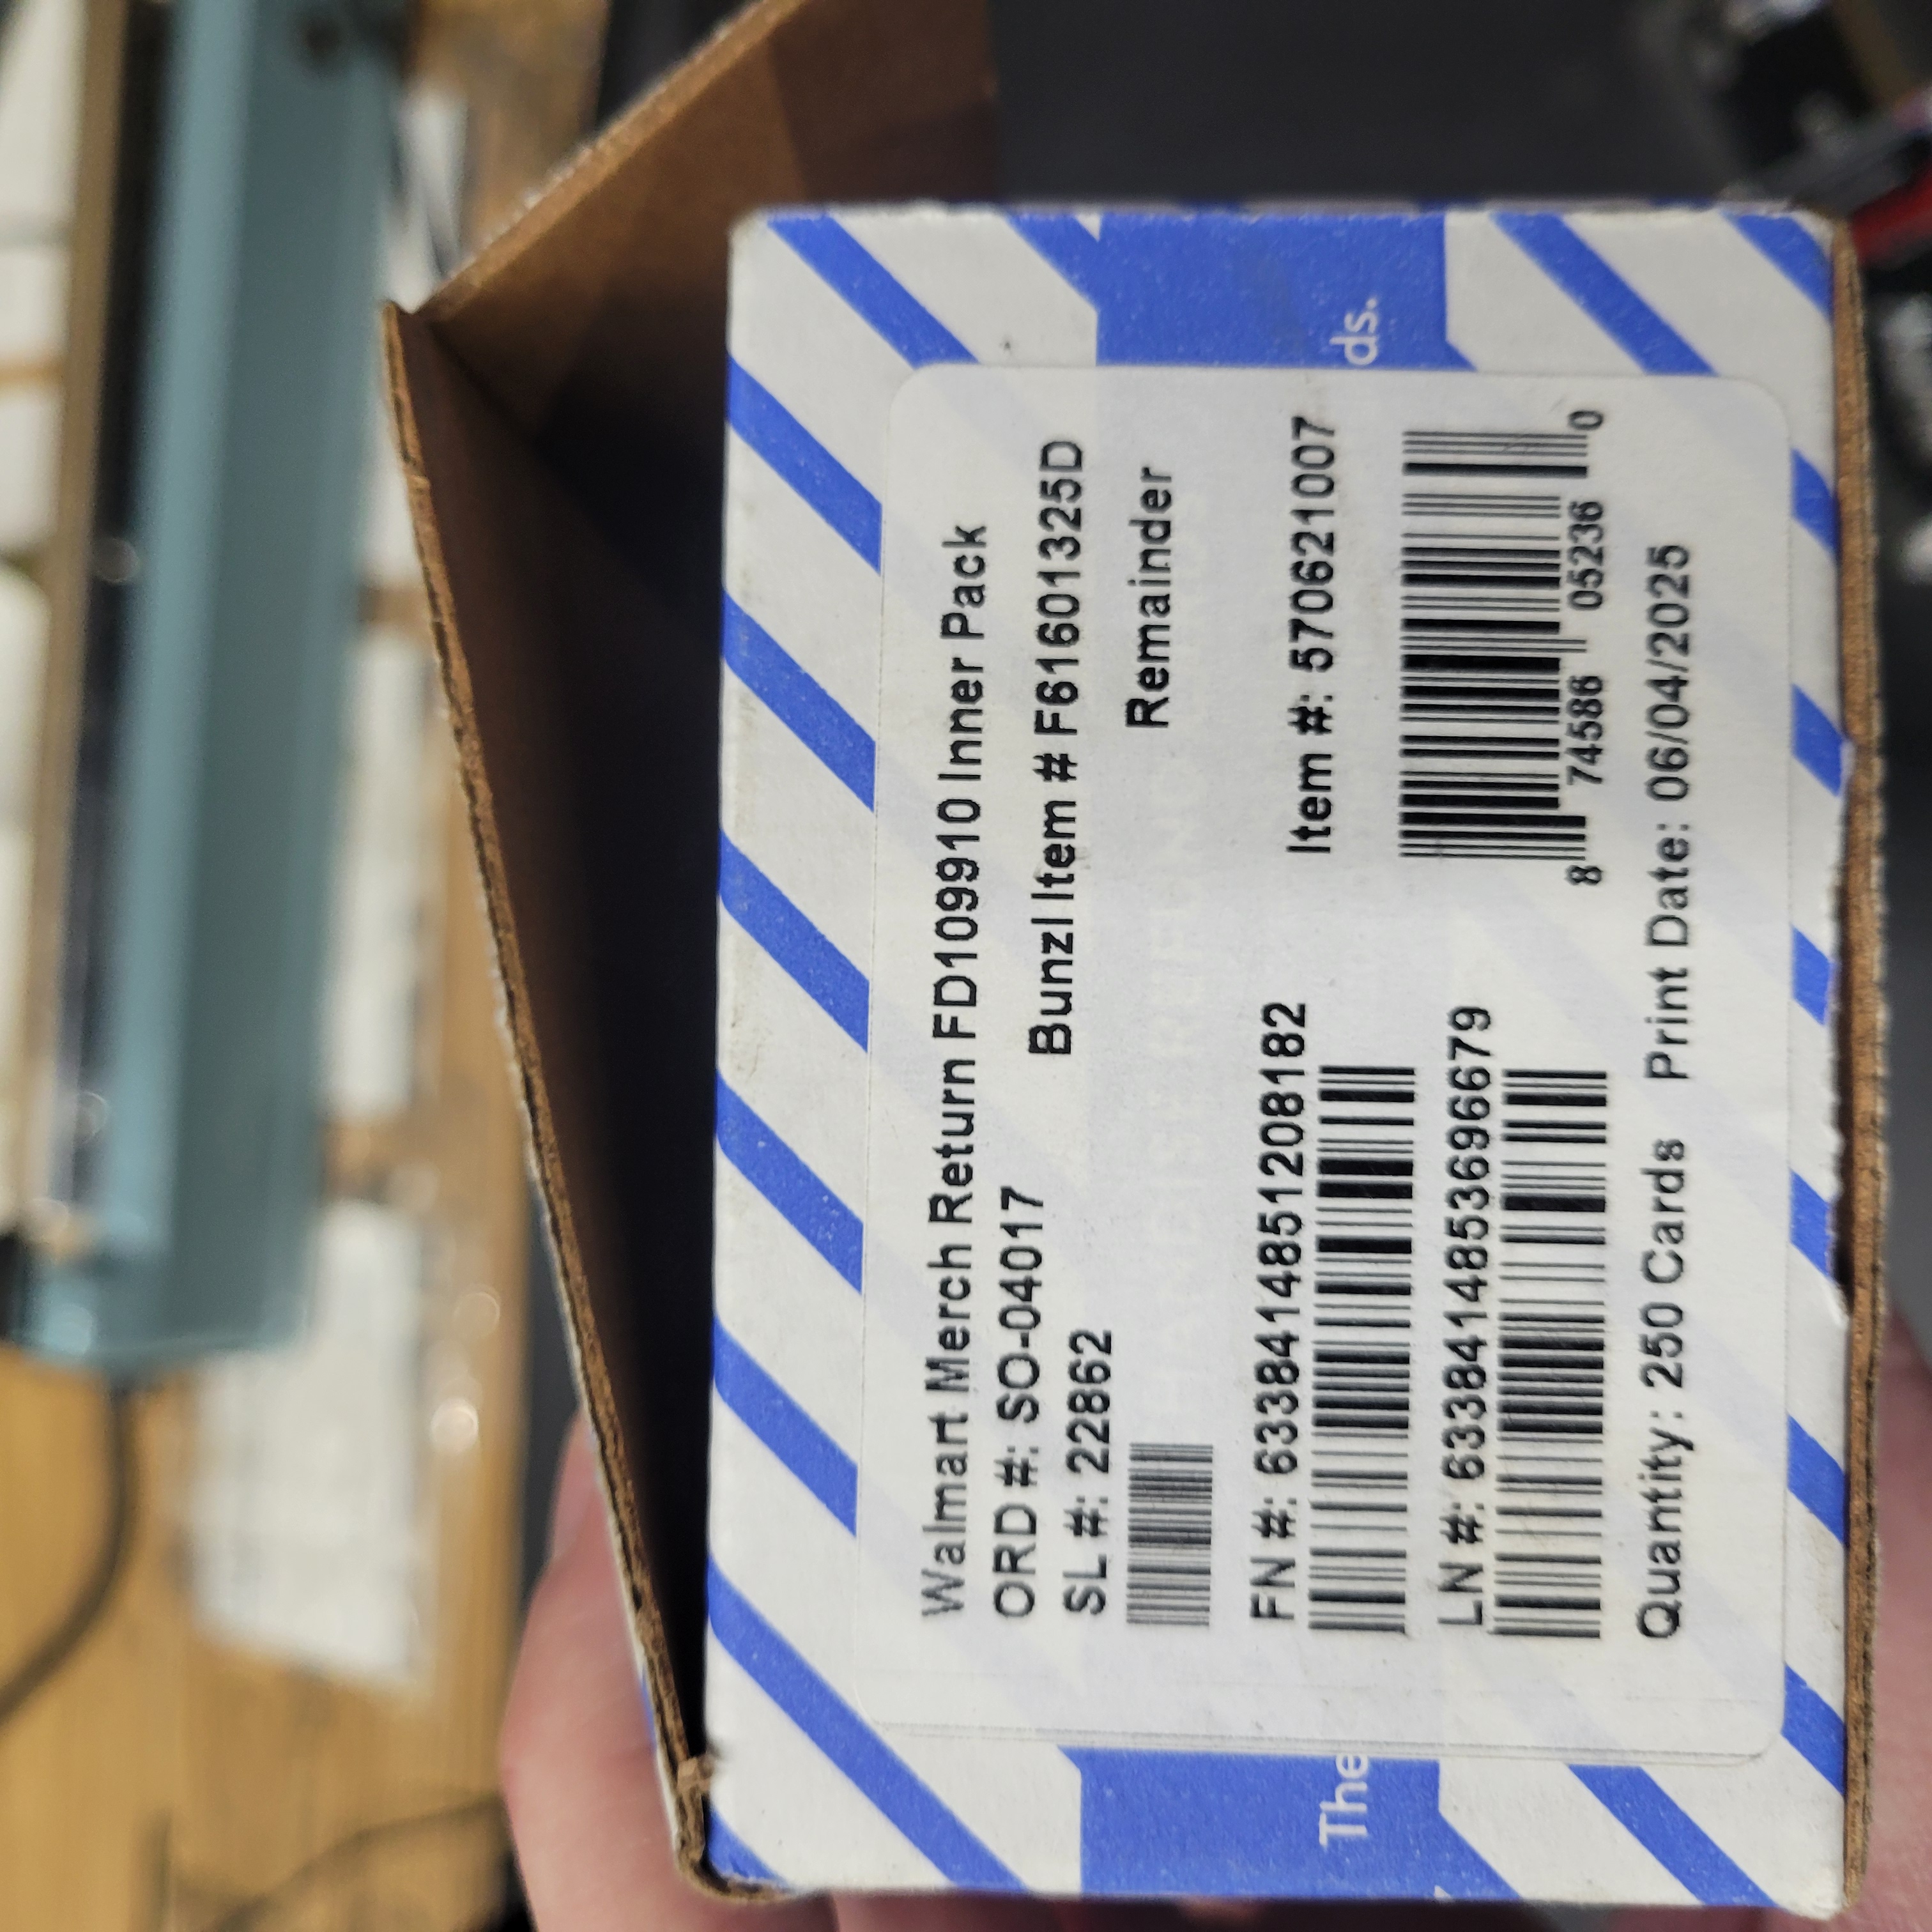 Walmart Merch Return FD109910 Inner Pack
ORD #: SO-04017
Bunzl Item # F61601325D
SL #: 22862
Remainder
FN #: 6338414851208182
Item #: 570621007
The
ds.
LN #: 6338414853696679
8 74586 05236 0
Quantity: 250 Cards Print Date: 06/04/2025